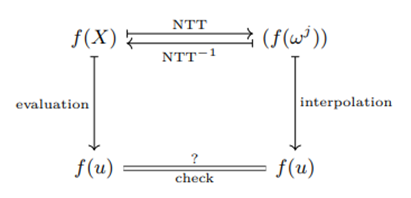 NTT
f(X) (f(ω^j))
NTT⁻¹
evaluation interpolation
?
f(u) f(u)
check